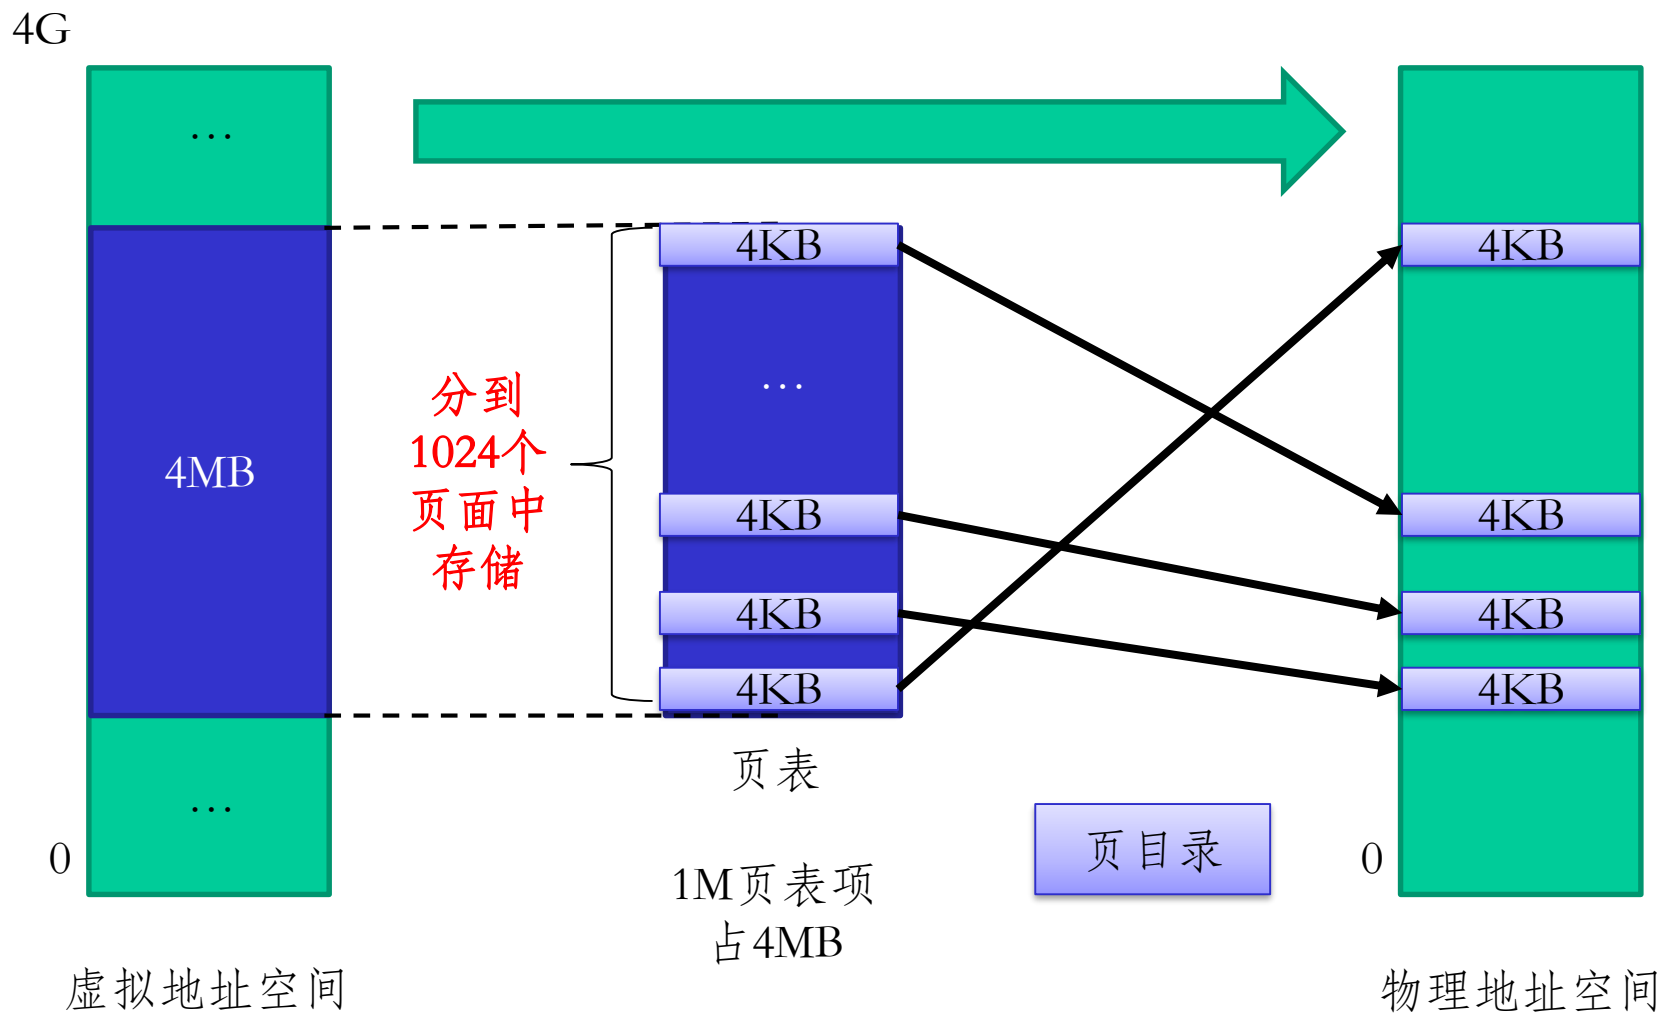 4G
…
4MB
…
0
虚拟地址空间
分到
1024个
页面中
存储
4KB
…
4KB
4KB
4KB
页表
1M页表项
占4MB
页目录
4KB
4KB
4KB
4KB
0
物理地址空间